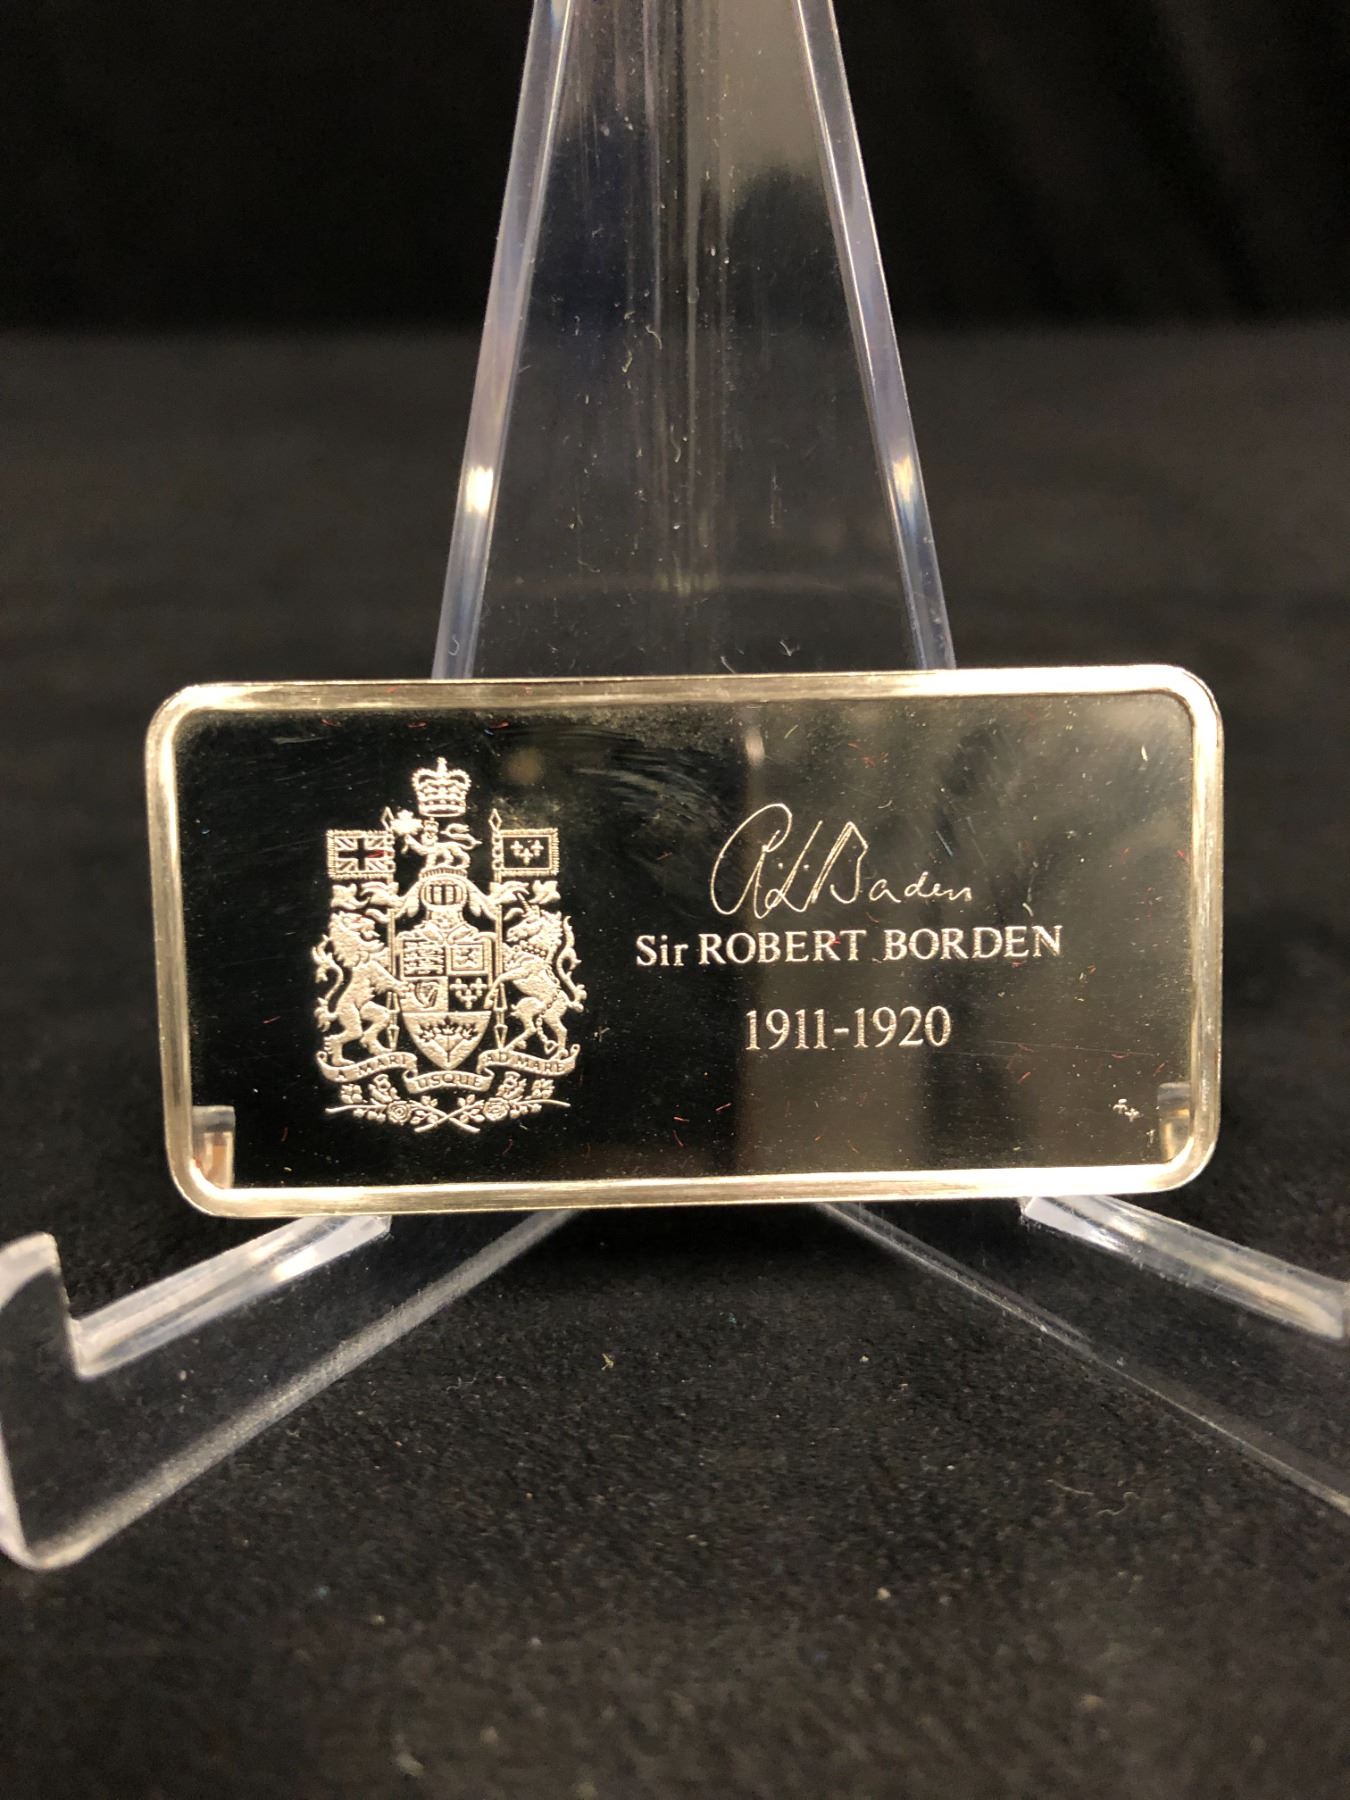 A MARI USQUE AD MARE
R.L. Borden
Sir ROBERT BORDEN
1911-1920